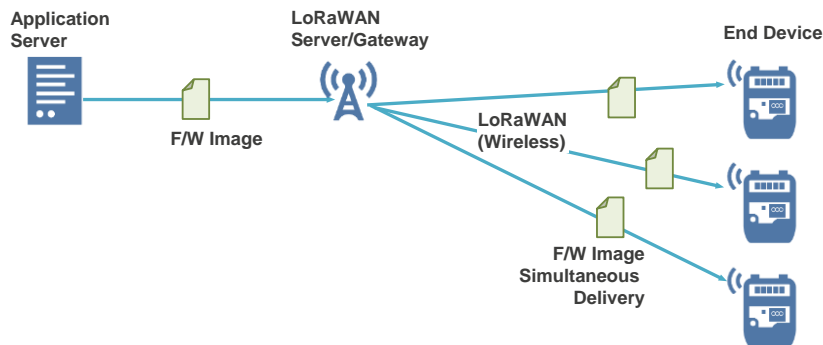 Application
Server
LoRaWAN
Server/Gateway
End Device
F/W Image
LoRaWAN
(Wireless)
F/W Image
Simultaneous
Delivery